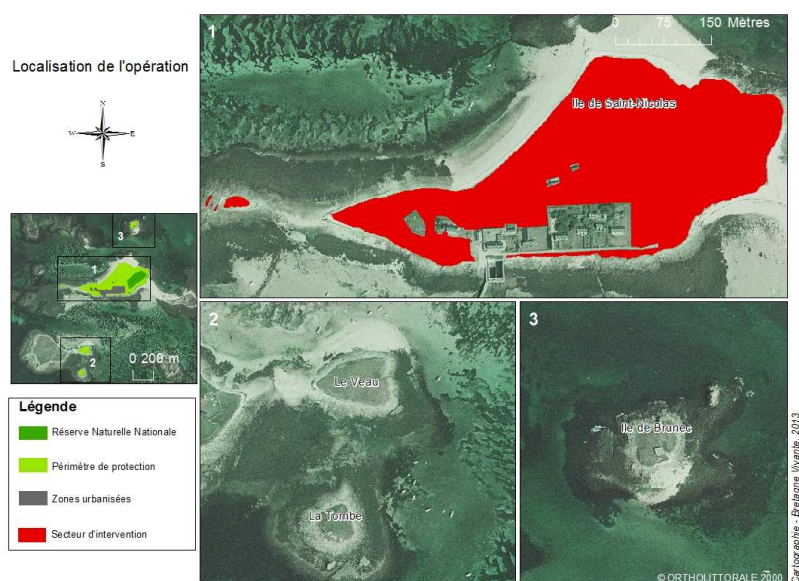 Localisation de l'opération
N
W
E
S
3
1
2
0 200 m
Légende
Réserve Naturelle Nationale
Périmètre de protection
Zones urbanisées
Secteur d'intervention
1
0 75 150 Mètres
Ile de Saint-Nicolas
2
Le Veau
La Tombe
3
Ile de Brunec
© ORTHOLITTORALE 2000
Cartographie - Bretagne Vivante, 2013